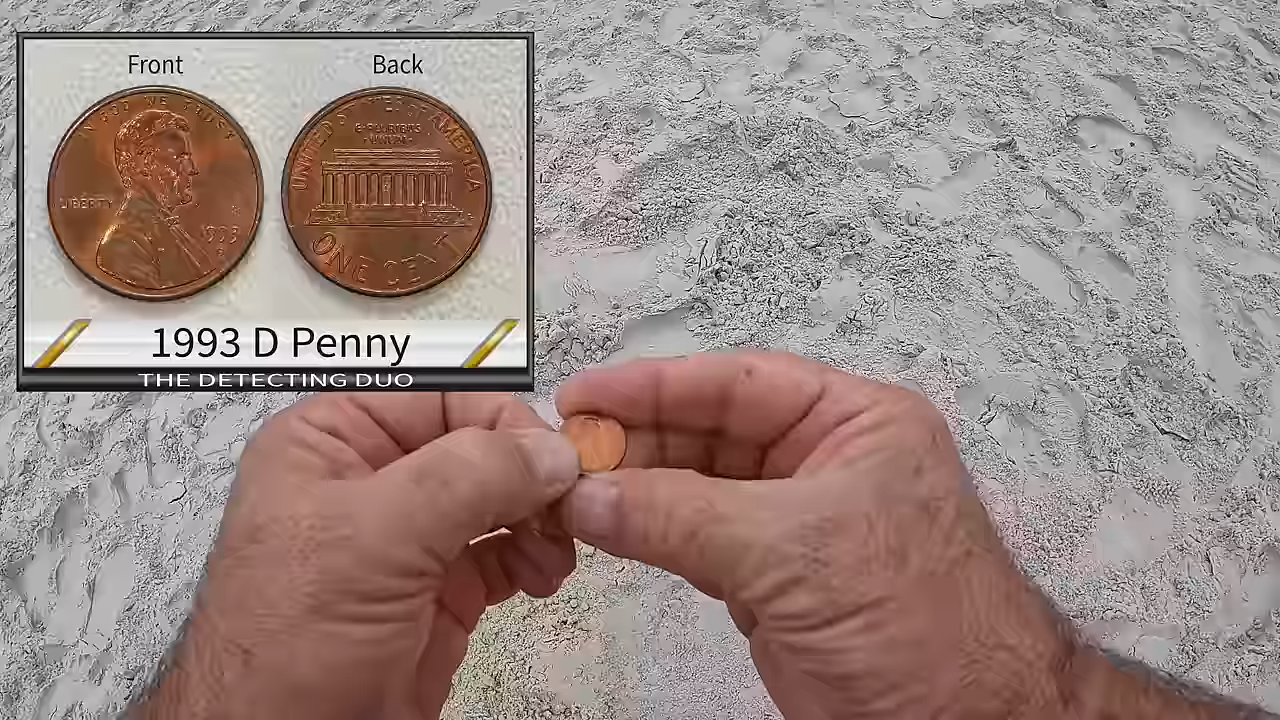 Front
Back
IN GOD WE TRUST
LIBERTY
1993
D
UNITED STATES OF AMERICA
E·PLURIBUS
·UNUM·
ONE CENT
1993 D Penny
THE DETECTING DUO